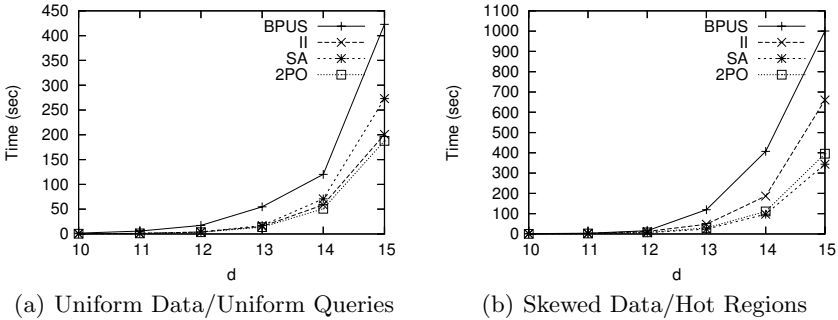 450
400
350
300
250
200
150
100
50
0
Time (sec)
BPUS
II
SA
2PO
10 11 12 13 14 15
d
(a) Uniform Data/Uniform Queries
1100
1000
900
800
700
600
500
400
300
200
100
0
Time (sec)
BPUS
II
SA
2PO
10 11 12 13 14 15
d
(b) Skewed Data/Hot Regions